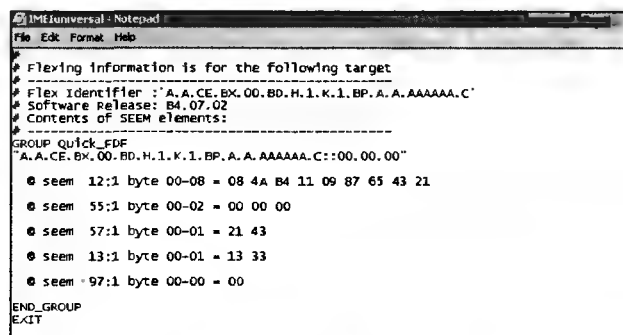 IMEIuniversal - Notepad
File Edit Format Help
#
# Flexing information is for the following target
# --------------------------------------------
# Flex Identifier :'A.A.CE.BX.00.BD.H.1.K.1.BP.A.A.AAAAAA.C'
# Software Release: B4.07.02
# Contents of SEEM elements:
# --------------------------------------------
GROUP Quick_FDF
"A.A.CE.BX.00.BD.H.1.K.1.BP.A.A.AAAAAA.C::00.00.00"
@ seem 12:1 byte 00-08 = 08 4A B4 11 09 87 65 43 21
@ seem 55:1 byte 00-02 = 00 00 00
@ seem 57:1 byte 00-01 = 21 43
@ seem 13:1 byte 00-01 = 13 33
@ seem 97:1 byte 00-00 = 00
END_GROUP
EXIT